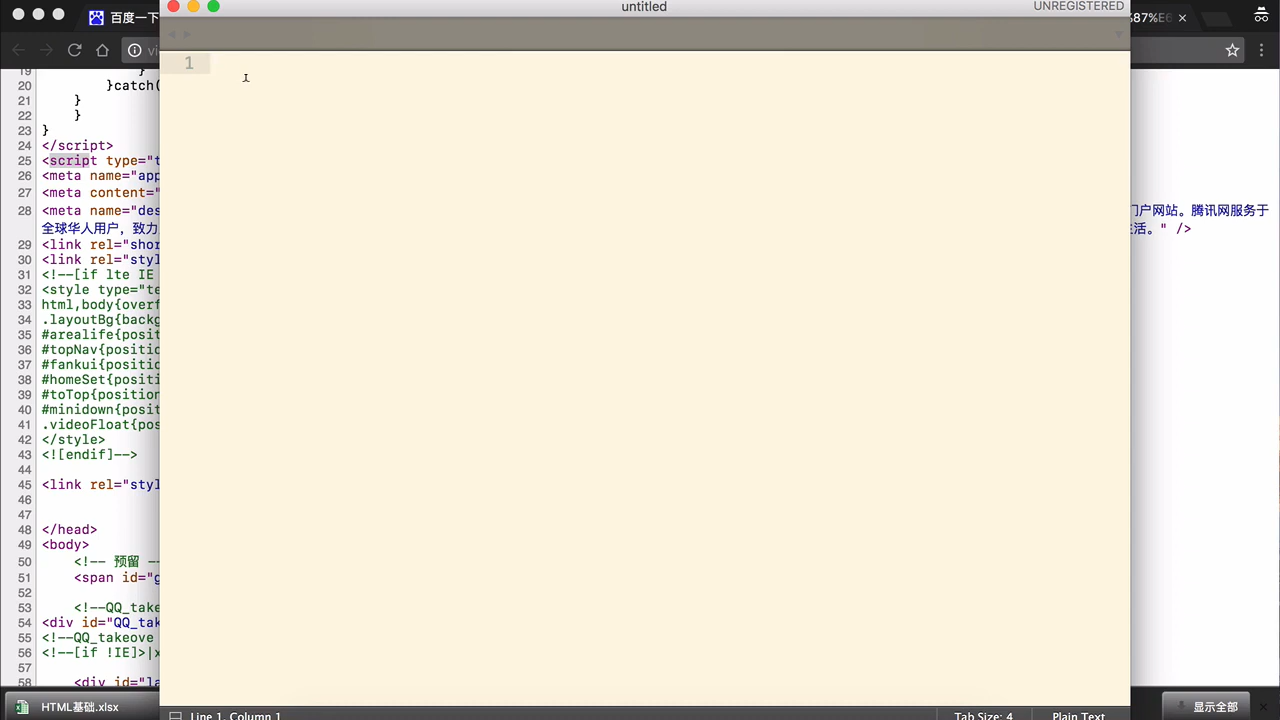 untitled
UNREGISTERED
百度一下
%87%E6
vi
1
19 }
20 }catch(
21 }
22 }
23 }
24 </script>
25 <script type="t
26 <meta name="app
27 <meta content="
28 <meta name="des
门户网站。腾讯网服务于
全球华人用户，致力
生活。" />
29 <link rel="shor
30 <link rel="styl
31 <!--[if lte IE
32 <style type="te
33 html,body{overf
34 .layoutBg{backg
35 #arealife{posit
36 #topNav{positio
37 #fankui{positio
38 #homeSet{positi
39 #toTop{position
40 #minidown{posit
41 .videoFloat{pos
42 </style>
43 <![endif]-->
44
45 <link rel="styl
46
47
48 </head>
49 <body>
50 <!-- 预留 -
51 <span id="g
52
53 <!--QQ_take
54 <div id="QQ_tak
55 <!--QQ_takeove
56 <!--[if !IE]>|x
57
58 <div id="la
HTML基础.xlsx
显示全部
Line 1, Column 1
Tab Size: 4
Plain Text